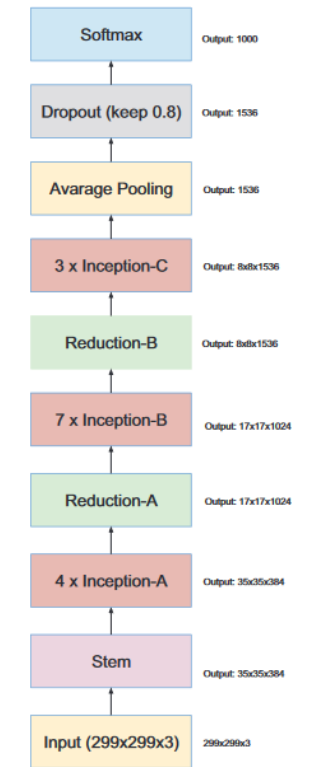 Softmax
Output: 1000
Dropout (keep 0.8)
Output: 1536
Avarage Pooling
Output: 1536
3 x Inception-C
Output: 8x8x1536
Reduction-B
Output: 8x8x1536
7 x Inception-B
Output: 17x17x1024
Reduction-A
Output: 17x17x1024
4 x Inception-A
Output: 35x35x384
Stem
Output: 35x35x384
Input (299x299x3)
299x299x3